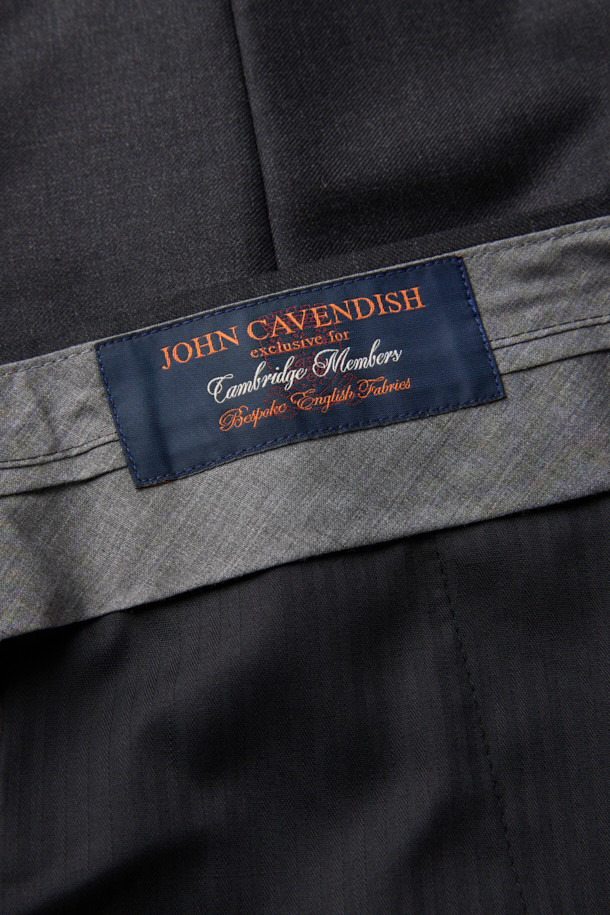 JOHN CAVENDISH
exclusive for
Cambridge Members
Bespoke English Fabrics